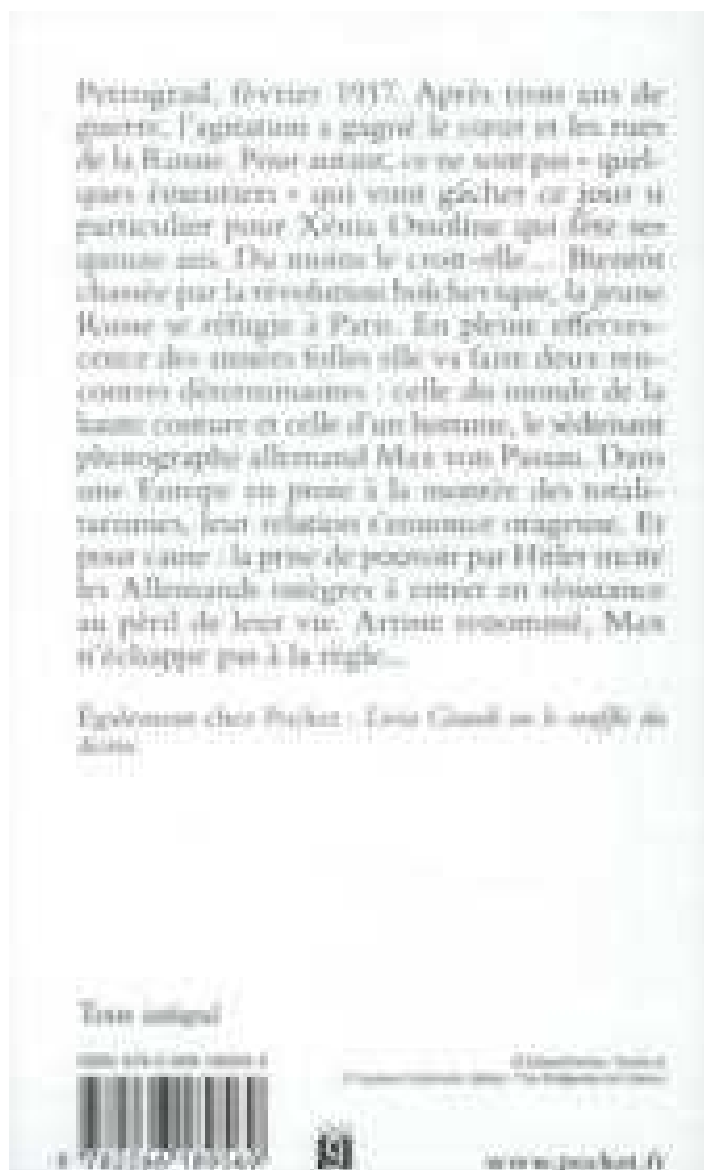 Petrograd, février 1917. Après trois ans de
guerre, l'agitation a gagné le cœur et les rues
de la Russie. Pour autant, ce ne sont pas « quel-
ques émeutiers » qui vont gâcher ce jour si
particulier pour Xénia Ossoline qui fête ses
quinze ans. Du moins le croit-elle... Bientôt
chassée par la révolution bolchevique, la jeune
Russe se réfugie à Paris. En pleine efferves-
cence des années folles elle va faire deux ren-
contres déterminantes : celle du monde de la
haute couture et celle d'un homme, le séduisant
photographe allemand Max von Passau. Dans
une Europe en proie à la montée des totali-
tarismes, leur relation s'annonce orageuse. Et
pour cause : la prise de pouvoir par Hitler incite
les Allemands intègres à entrer en résistance
au péril de leur vie. Artiste renommé, Max
n'échappe pas à la règle...
Également chez Pocket : ou le souffle du
destin
Texte intégral
www.pocket.fr